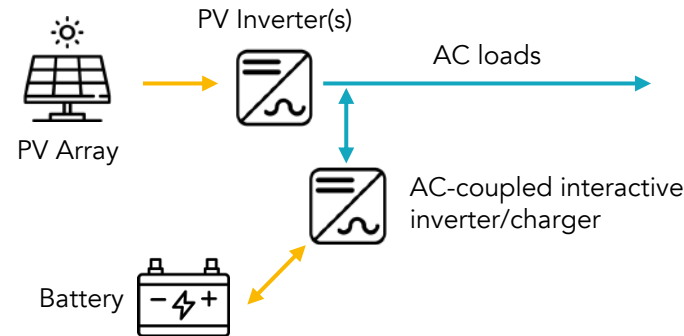 PV Inverter(s)
AC loads
PV Array
AC-coupled interactive
inverter/charger
Battery
- +